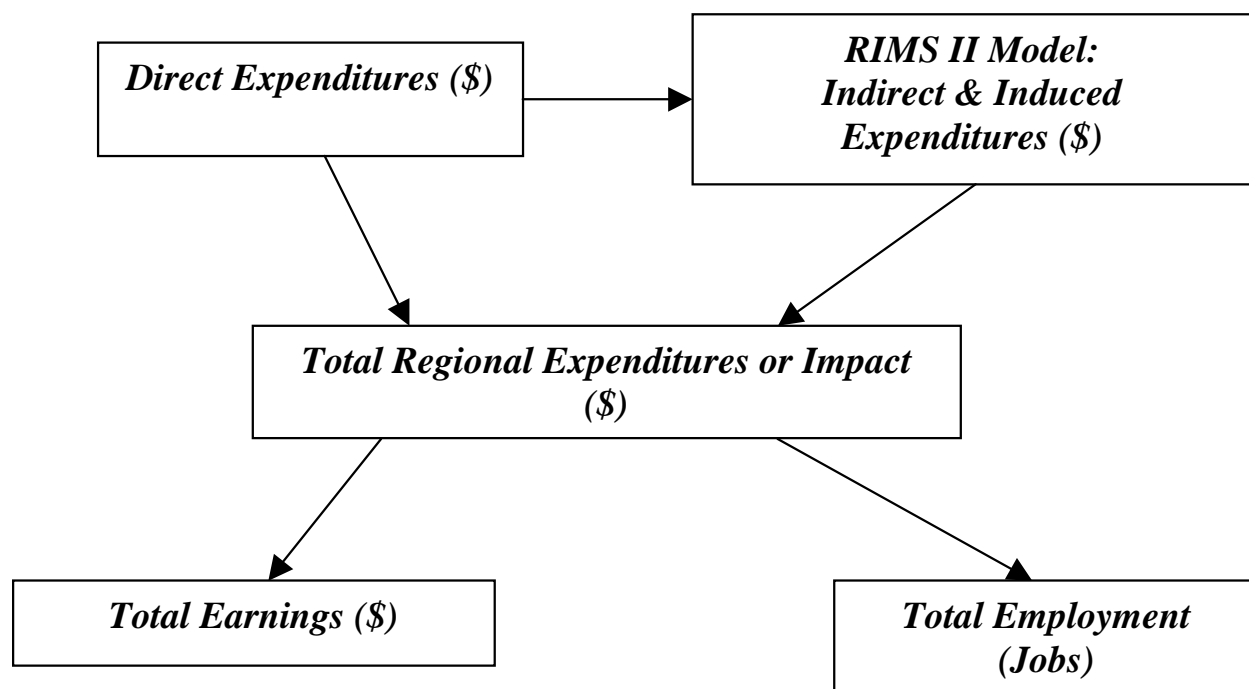 Direct Expenditures ($)
RIMS II Model:
Indirect & Induced
Expenditures ($)
Total Regional Expenditures or Impact
($)
Total Earnings ($)
Total Employment
(Jobs)